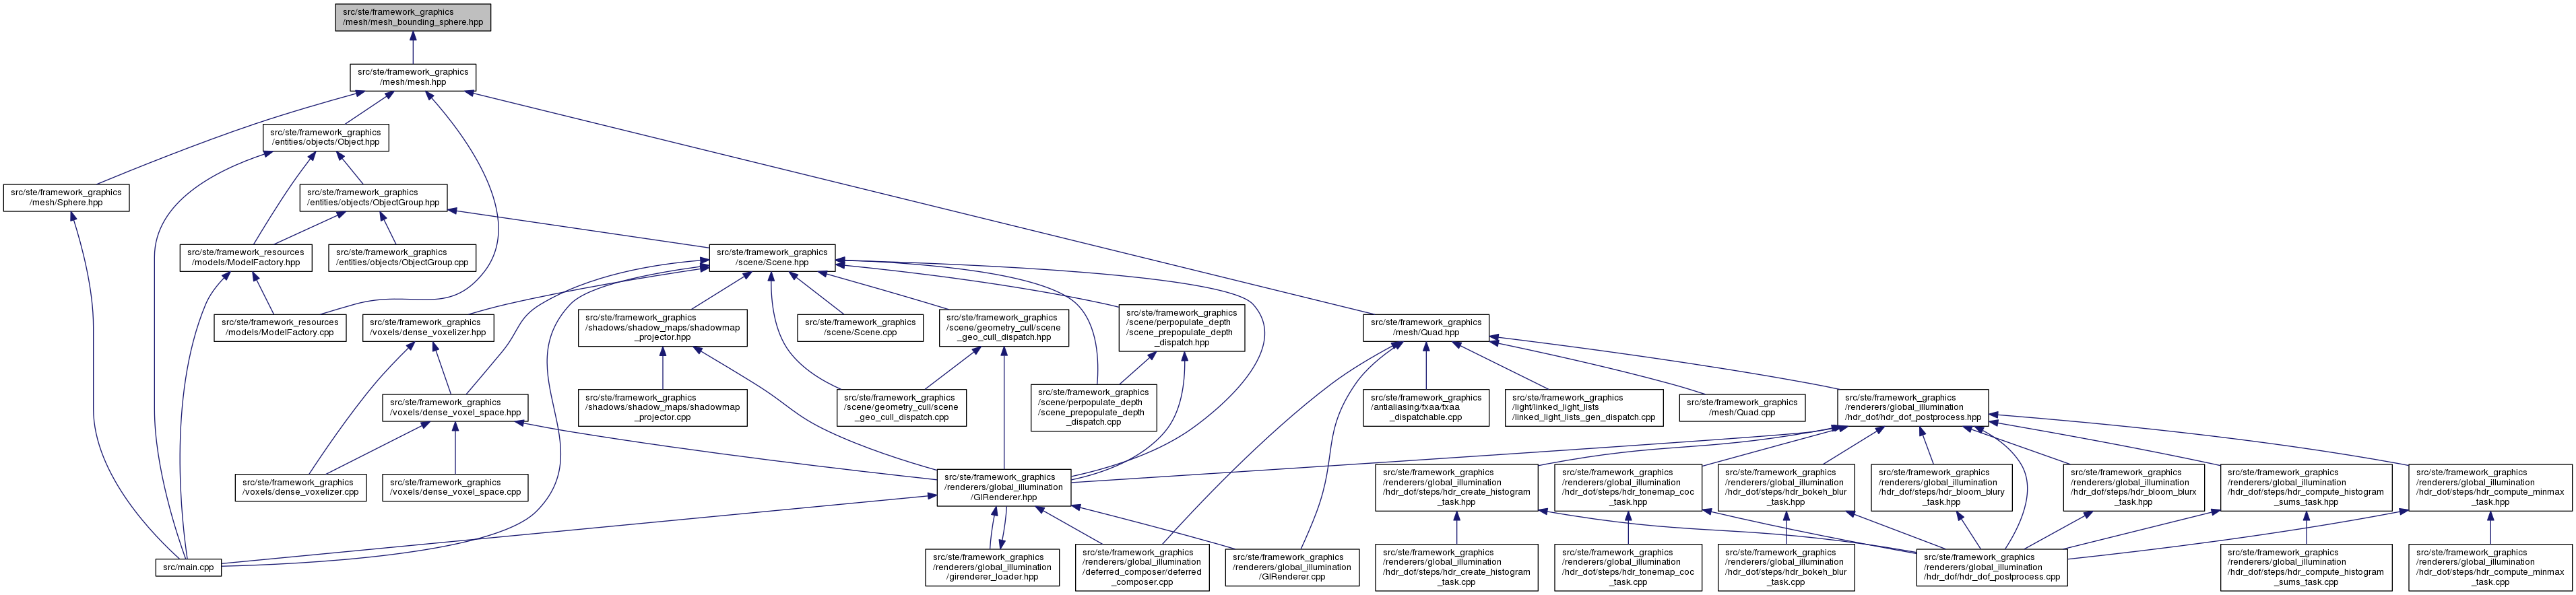 src/ste/framework_graphics
/mesh/mesh_bounding_sphere.hpp
src/ste/framework_graphics
/mesh/mesh.hpp
src/ste/framework_graphics
/entities/objects/Object.hpp
src/ste/framework_graphics
/mesh/Sphere.hpp
src/ste/framework_graphics
/entities/objects/ObjectGroup.hpp
src/ste/framework_resources
/models/ModelFactory.hpp
src/ste/framework_graphics
/entities/objects/ObjectGroup.cpp
src/ste/framework_graphics
/scene/Scene.hpp
src/ste/framework_resources
/models/ModelFactory.cpp
src/ste/framework_graphics
/voxels/dense_voxelizer.hpp
src/ste/framework_graphics
/shadows/shadow_maps/shadowmap
_projector.hpp
src/ste/framework_graphics
/scene/Scene.cpp
src/ste/framework_graphics
/scene/geometry_cull/scene
_geo_cull_dispatch.hpp
src/ste/framework_graphics
/scene/perpopulate_depth
/scene_prepopulate_depth
_dispatch.hpp
src/ste/framework_graphics
/mesh/Quad.hpp
src/ste/framework_graphics
/voxels/dense_voxel_space.hpp
src/ste/framework_graphics
/shadows/shadow_maps/shadowmap
_projector.cpp
src/ste/framework_graphics
/scene/geometry_cull/scene
_geo_cull_dispatch.cpp
src/ste/framework_graphics
/scene/perpopulate_depth
/scene_prepopulate_depth
_dispatch.cpp
src/ste/framework_graphics
/antialiasing/fxaa/fxaa
_dispatchable.cpp
src/ste/framework_graphics
/light/linked_light_lists
/linked_light_lists_gen_dispatch.cpp
src/ste/framework_graphics
/mesh/Quad.cpp
src/ste/framework_graphics
/renderers/global_illumination
/hdr_dof/hdr_dof_postprocess.hpp
src/ste/framework_graphics
/voxels/dense_voxelizer.cpp
src/ste/framework_graphics
/voxels/dense_voxel_space.cpp
src/ste/framework_graphics
/renderers/global_illumination
/GIRenderer.hpp
src/ste/framework_graphics
/renderers/global_illumination
/hdr_dof/steps/hdr_create_histogram
_task.hpp
src/ste/framework_graphics
/renderers/global_illumination
/hdr_dof/steps/hdr_tonemap_coc
_task.hpp
src/ste/framework_graphics
/renderers/global_illumination
/hdr_dof/steps/hdr_bokeh_blur
_task.hpp
src/ste/framework_graphics
/renderers/global_illumination
/hdr_dof/steps/hdr_bloom_blury
_task.hpp
src/ste/framework_graphics
/renderers/global_illumination
/hdr_dof/steps/hdr_bloom_blurx
_task.hpp
src/ste/framework_graphics
/renderers/global_illumination
/hdr_dof/steps/hdr_compute_histogram
_sums_task.hpp
src/ste/framework_graphics
/renderers/global_illumination
/hdr_dof/steps/hdr_compute_minmax
_task.hpp
src/main.cpp
src/ste/framework_graphics
/renderers/global_illumination
/girenderer_loader.hpp
src/ste/framework_graphics
/renderers/global_illumination
/deferred_composer/deferred
_composer.cpp
src/ste/framework_graphics
/renderers/global_illumination
/GIRenderer.cpp
src/ste/framework_graphics
/renderers/global_illumination
/hdr_dof/steps/hdr_create_histogram
_task.cpp
src/ste/framework_graphics
/renderers/global_illumination
/hdr_dof/steps/hdr_tonemap_coc
_task.cpp
src/ste/framework_graphics
/renderers/global_illumination
/hdr_dof/steps/hdr_bokeh_blur
_task.cpp
src/ste/framework_graphics
/renderers/global_illumination
/hdr_dof/hdr_dof_postprocess.cpp
src/ste/framework_graphics
/renderers/global_illumination
/hdr_dof/steps/hdr_compute_histogram
_sums_task.cpp
src/ste/framework_graphics
/renderers/global_illumination
/hdr_dof/steps/hdr_compute_minmax
_task.cpp